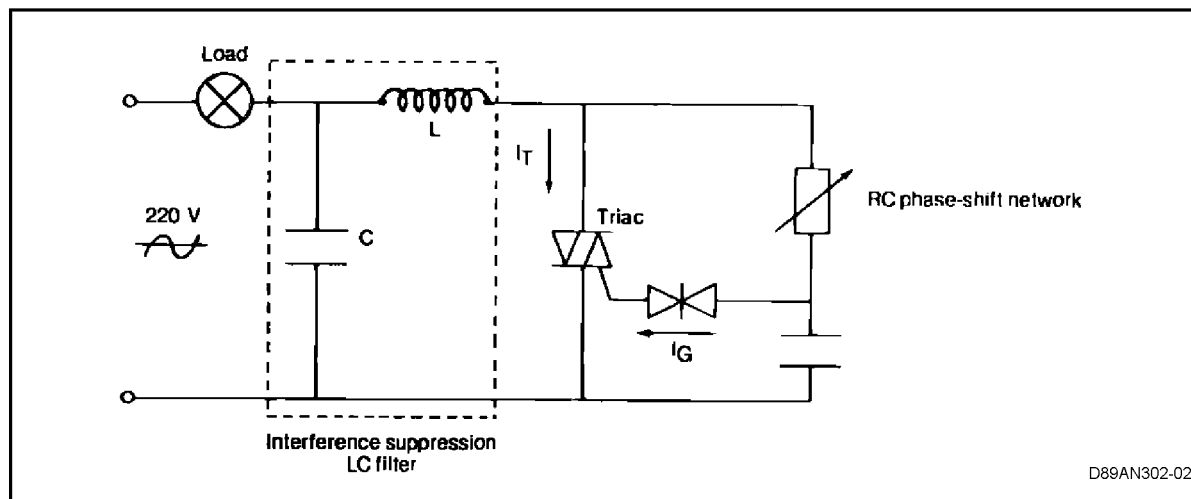 Load
L
I_T
220 V
C
Triac
RC phase-shift network
I_G
Interference suppression
LC filter
D89AN302-02